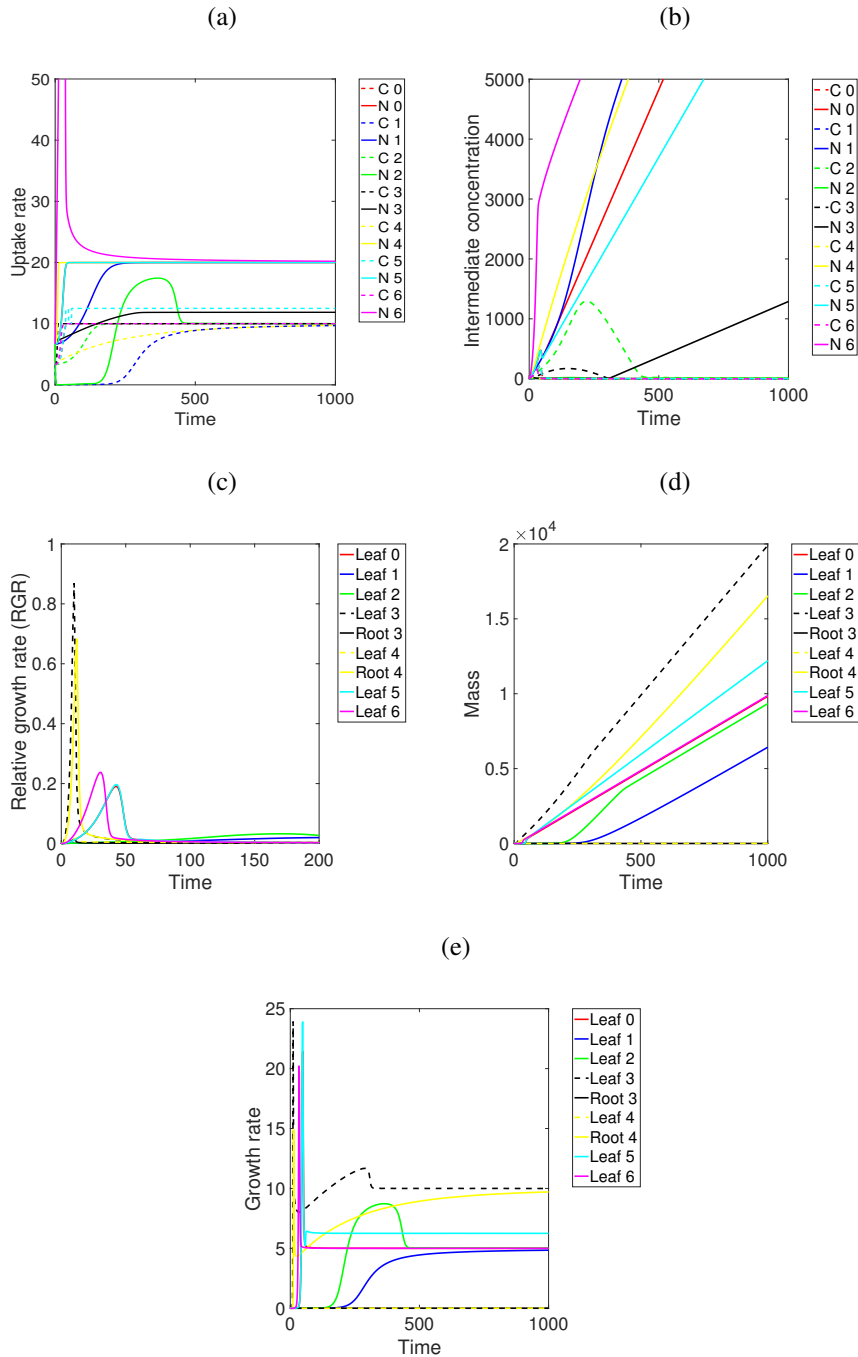 (a)
(b)
50
40
30
20
10
0
0
500
1000
Uptake rate
Time
C 0
N 0
C 1
N 1
C 2
N 2
C 3
N 3
C 4
N 4
C 5
N 5
C 6
N 6
5000
4000
3000
2000
1000
0
0
500
1000
Intermediate concentration
Time
C 0
N 0
C 1
N 1
C 2
N 2
C 3
N 3
C 4
N 4
C 5
N 5
C 6
N 6
(c)
(d)
1
0.8
0.6
0.4
0.2
0
0
50
100
150
200
Relative growth rate (RGR)
Time
Leaf 0
Leaf 1
Leaf 2
Leaf 3
Root 3
Leaf 4
Root 4
Leaf 5
Leaf 6
×10⁴
2
1.5
1
0.5
0
0
500
1000
Mass
Time
Leaf 0
Leaf 1
Leaf 2
Leaf 3
Root 3
Leaf 4
Root 4
Leaf 5
Leaf 6
(e)
25
20
15
10
5
0
0
500
1000
Growth rate
Time
Leaf 0
Leaf 1
Leaf 2
Leaf 3
Root 3
Leaf 4
Root 4
Leaf 5
Leaf 6